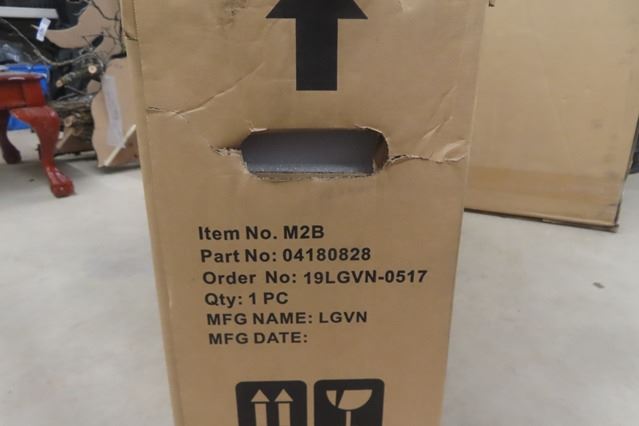 Item No. M2B
Part No: 04180828
Order No: 19LGVN-0517
Qty: 1 PC
MFG NAME: LGVN
MFG DATE: